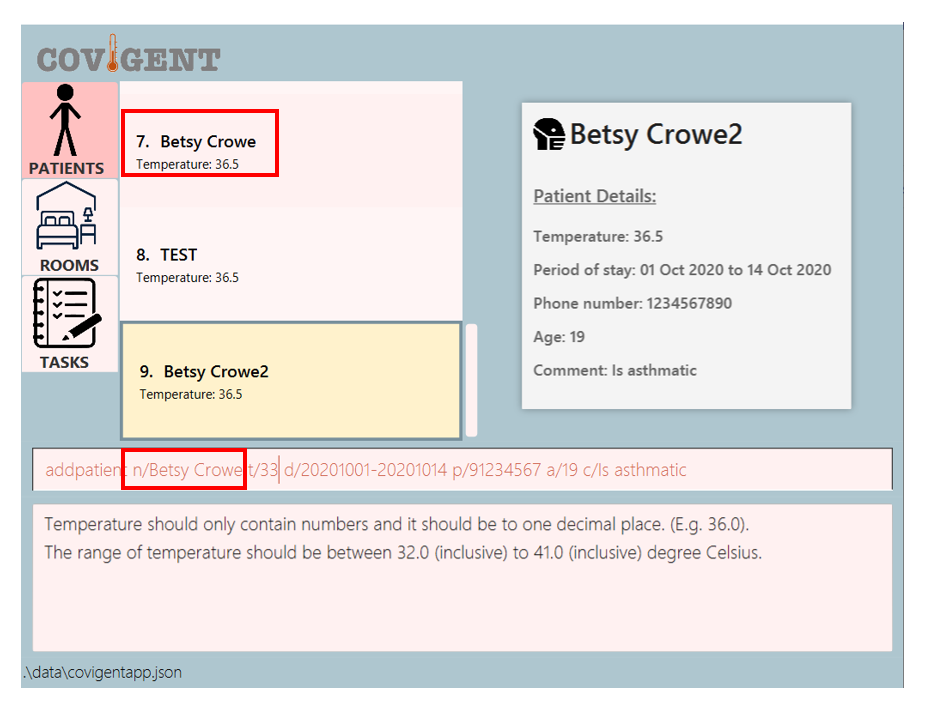 COVIGENT
PATIENTS
ROOMS
TASKS
7. Betsy Crowe
Temperature: 36.5
8. TEST
Temperature: 36.5
9. Betsy Crowe2
Temperature: 36.5
Betsy Crowe2
Patient Details:
Temperature: 36.5
Period of stay: 01 Oct 2020 to 14 Oct 2020
Phone number: 1234567890
Age: 19
Comment: Is asthmatic
addpatient n/Betsy Crowe t/33 d/20201001-20201014 p/91234567 a/19 c/Is asthmatic
Temperature should only contain numbers and it should be to one decimal place. (E.g. 36.0).
The range of temperature should be between 32.0 (inclusive) to 41.0 (inclusive) degree Celsius.
.\data\covigentapp.json